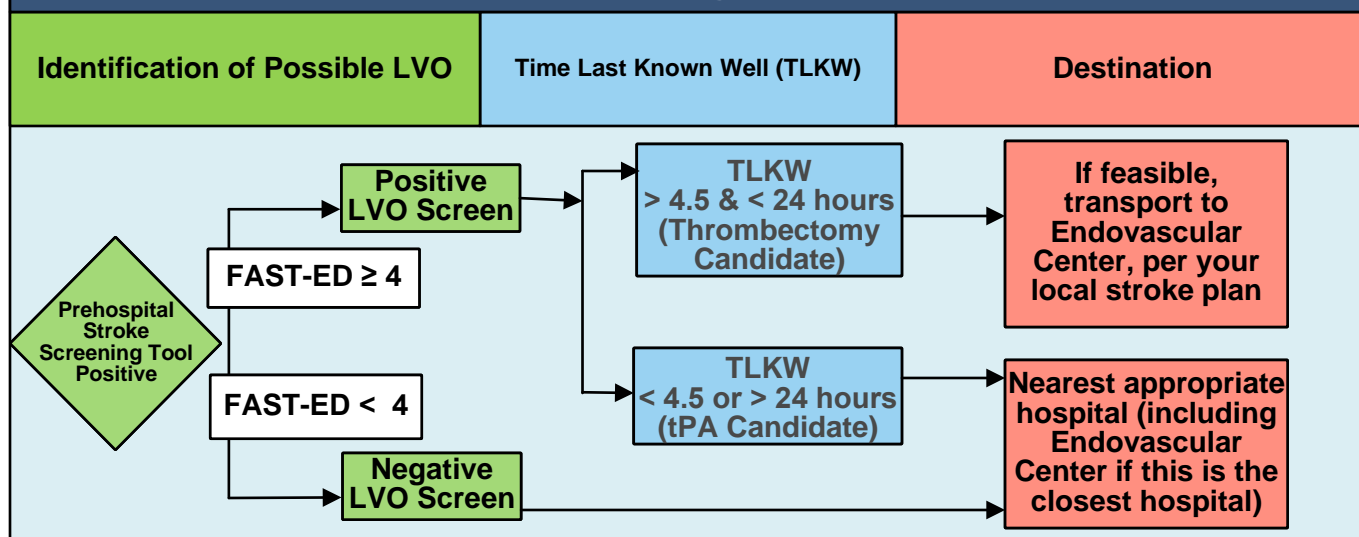 Identification of Possible LVO
Time Last Known Well (TLKW)
Destination
Positive
LVO Screen
TLKW
> 4.5 & < 24 hours
(Thrombectomy
Candidate)
If feasible,
transport to
Endovascular
Center, per your
local stroke plan
FAST-ED ≥ 4
Prehospital
Stroke
Screening Tool
Positive
FAST-ED < 4
TLKW
< 4.5 or > 24 hours
(tPA Candidate)
Nearest appropriate
hospital (including
Endovascular
Center if this is the
closest hospital)
Negative
LVO Screen